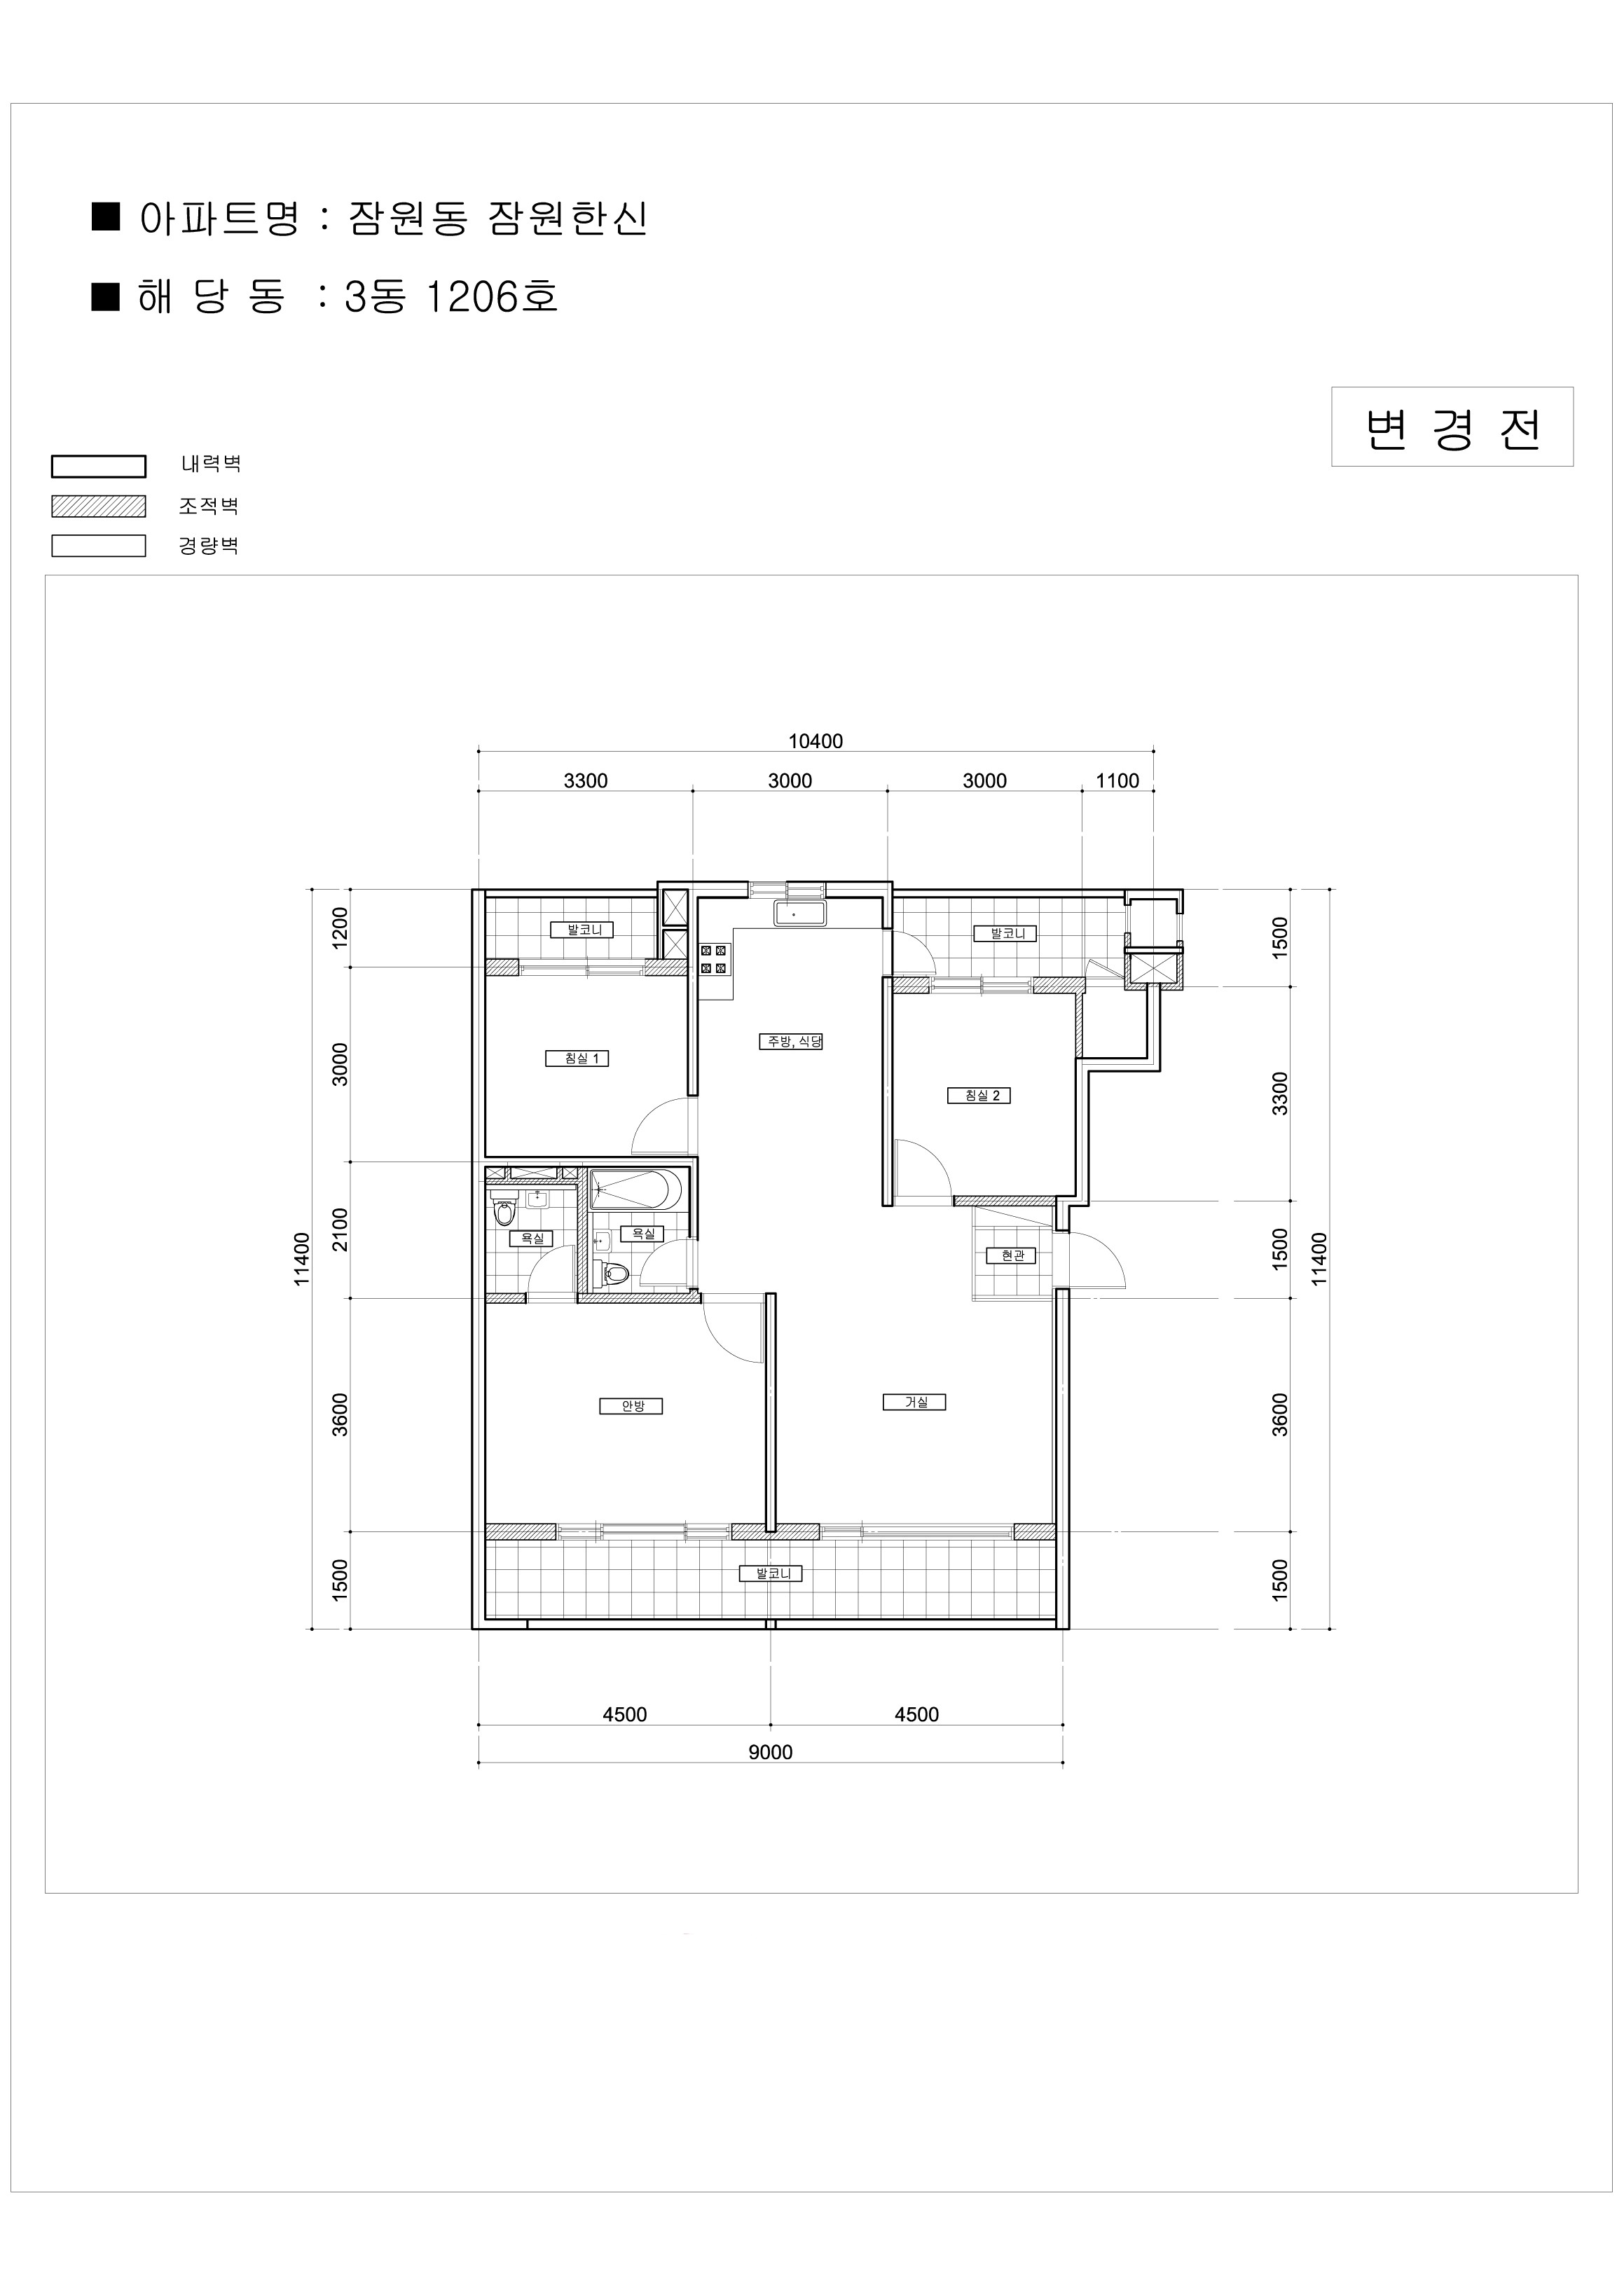 ■ 아파트명 : 잠원동 잠원한신
■ 해 당 동 : 3동 1206호
변 경 전
내력벽
조적벽
경량벽
10400
3300 3000 3000 1100
1200
3000
2100
3600
1500
11400
발코니
발코니
주방, 식당
침실 1
침실 2
욕실
욕실
현관
안방
거실
발코니
1500
3300
1500
3600
1500
11400
4500 4500
9000